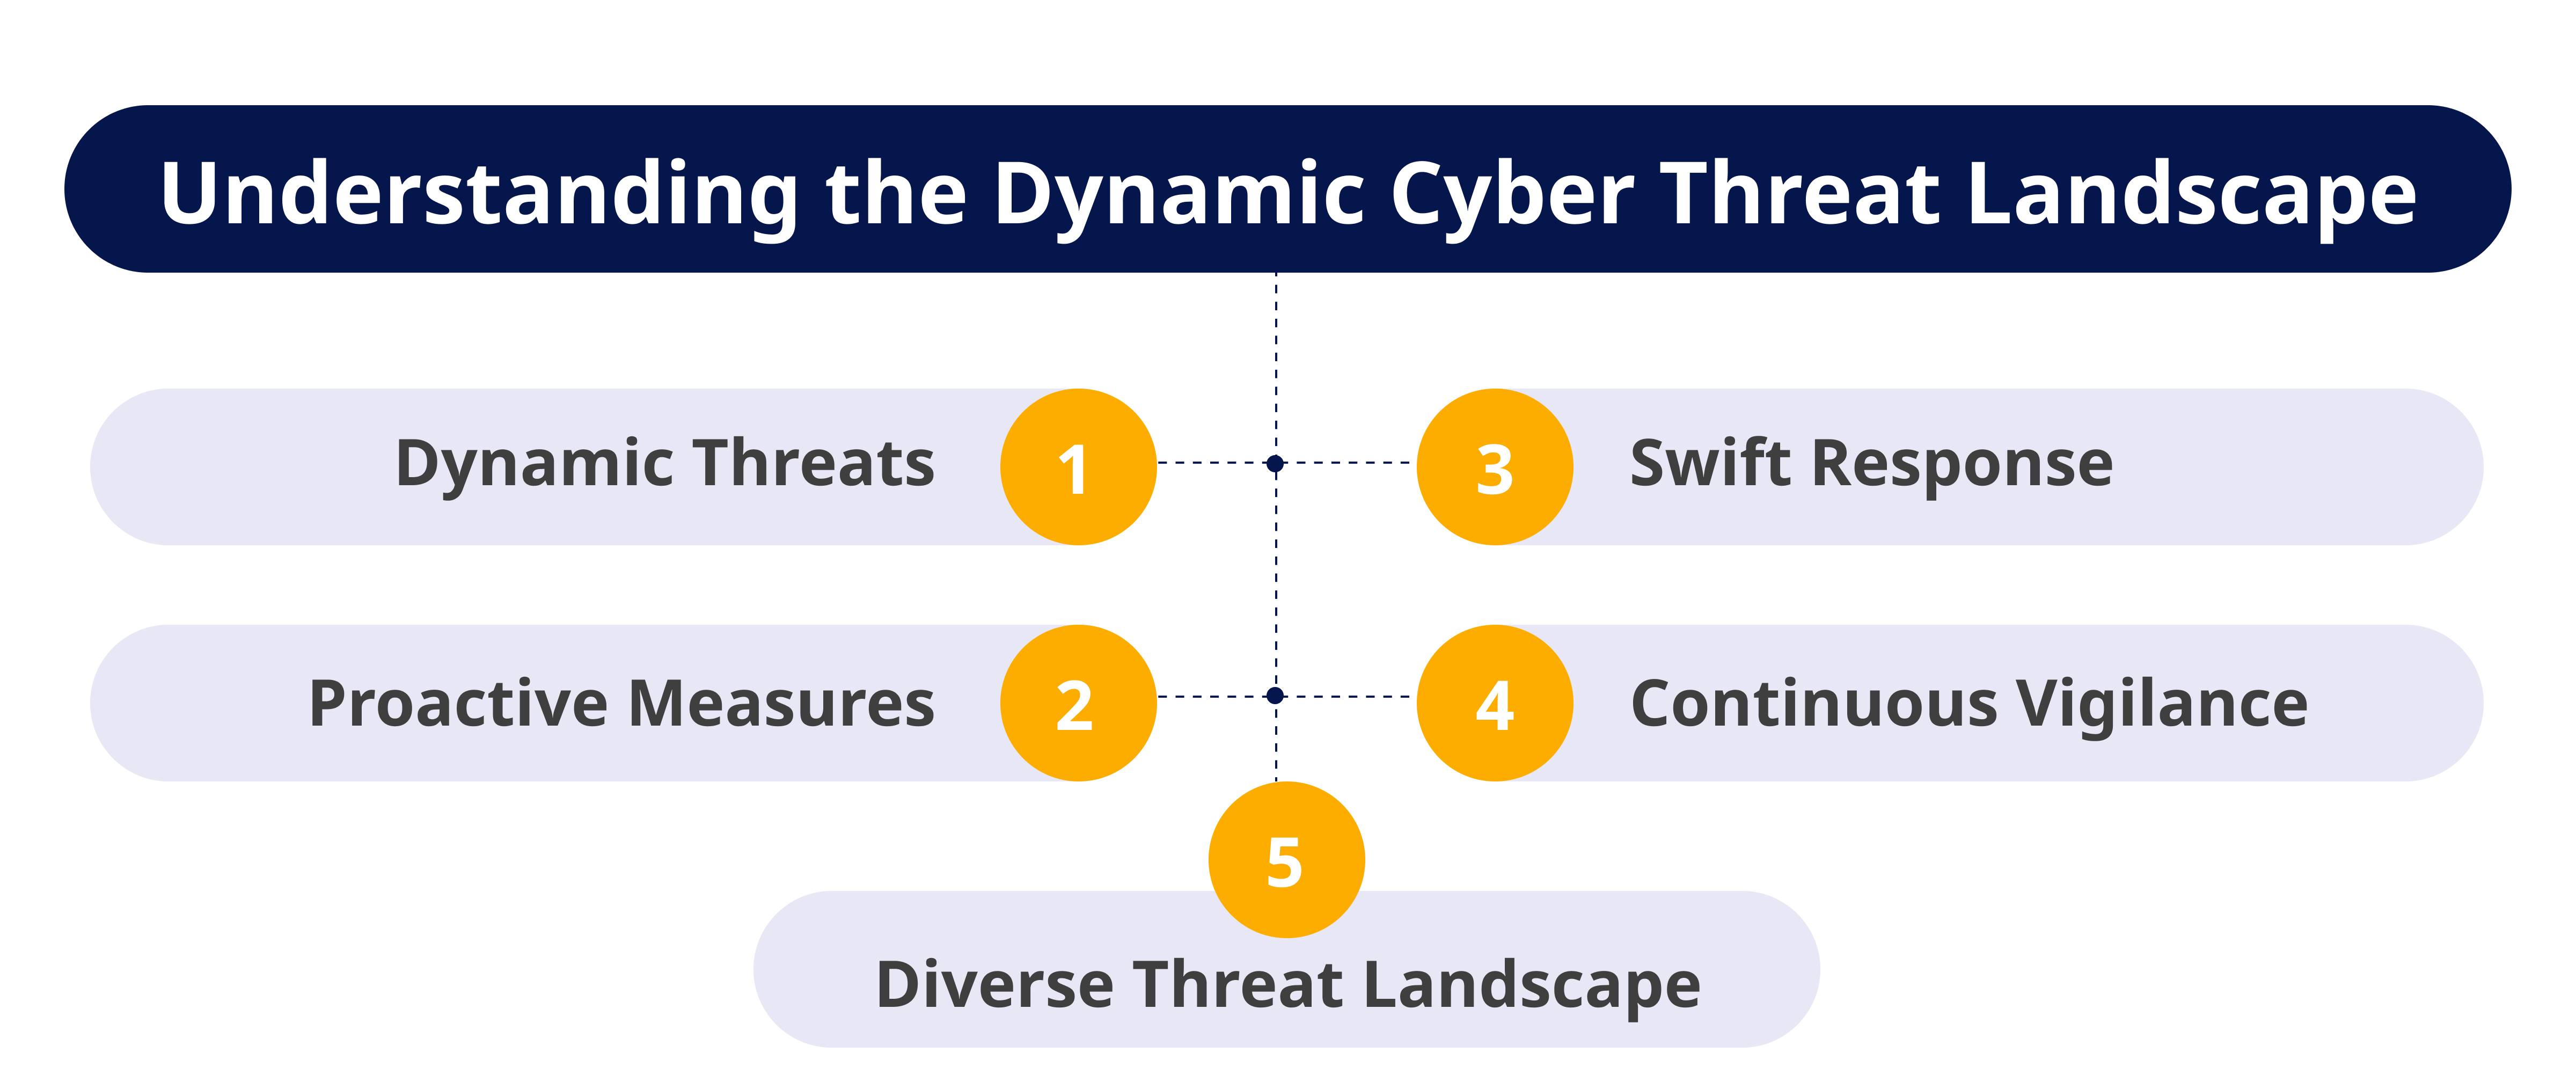 Understanding the Dynamic Cyber Threat Landscape
Dynamic Threats
1
2
Proactive Measures
3
Swift Response
4
Continuous Vigilance
5
Diverse Threat Landscape